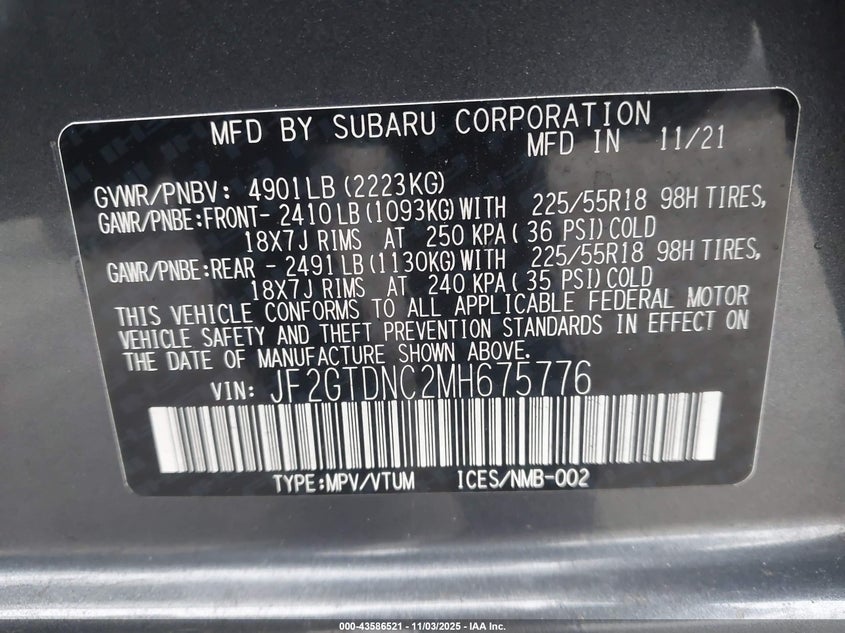 MFD BY SUBARU CORPORATION
MFD IN 11/21
GVWR/PNBV: 4901LB (2223KG)
GAWR/PNBE:FRONT- 2410LB (1093KG)WITH 225/55R18 98H TIRES,
18X7J RIMS AT 250 KPA( 36 PSI)COLD
GAWR/PNBE:REAR - 2491LB (1130KG)WITH 225/55R18 98H TIRES,
18X7J RIMS AT 240 KPA( 35 PSI)COLD
THIS VEHICLE CONFORMS TO ALL APPLICABLE FEDERAL MOTOR
VEHICLE SAFETY AND THEFT PREVENTION STANDARDS IN EFFECT ON
THE DATE OF MANUFACTURE SHOWN ABOVE.
VIN: JF2GTDNC2MH675776
TYPE:MPV/VTUM ICES/NMB-002
000-43586521 - 11/03/2025 - IAA Inc.